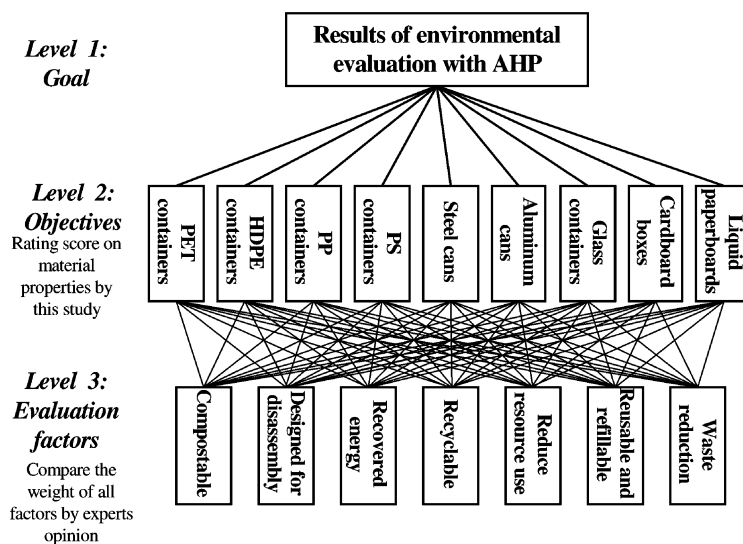 Level 1:
Goal
Results of environmental
evaluation with AHP
Level 2:
Objectives
Rating score on
material
properties by
this study
PET
containers
HDPE
containers
PP
containers
PS
containers
Steel cans
Aluminum
cans
Glass
containers
Cardboard
boxes
Liquid
paperboards
Level 3:
Evaluation
factors
Compare the
weight of all
factors by experts
opinion
Compostable
Designed for
disassembly
Recovered
energy
Recyclable
Reduce
resource use
Reusable and
refillable
Waste
reduction